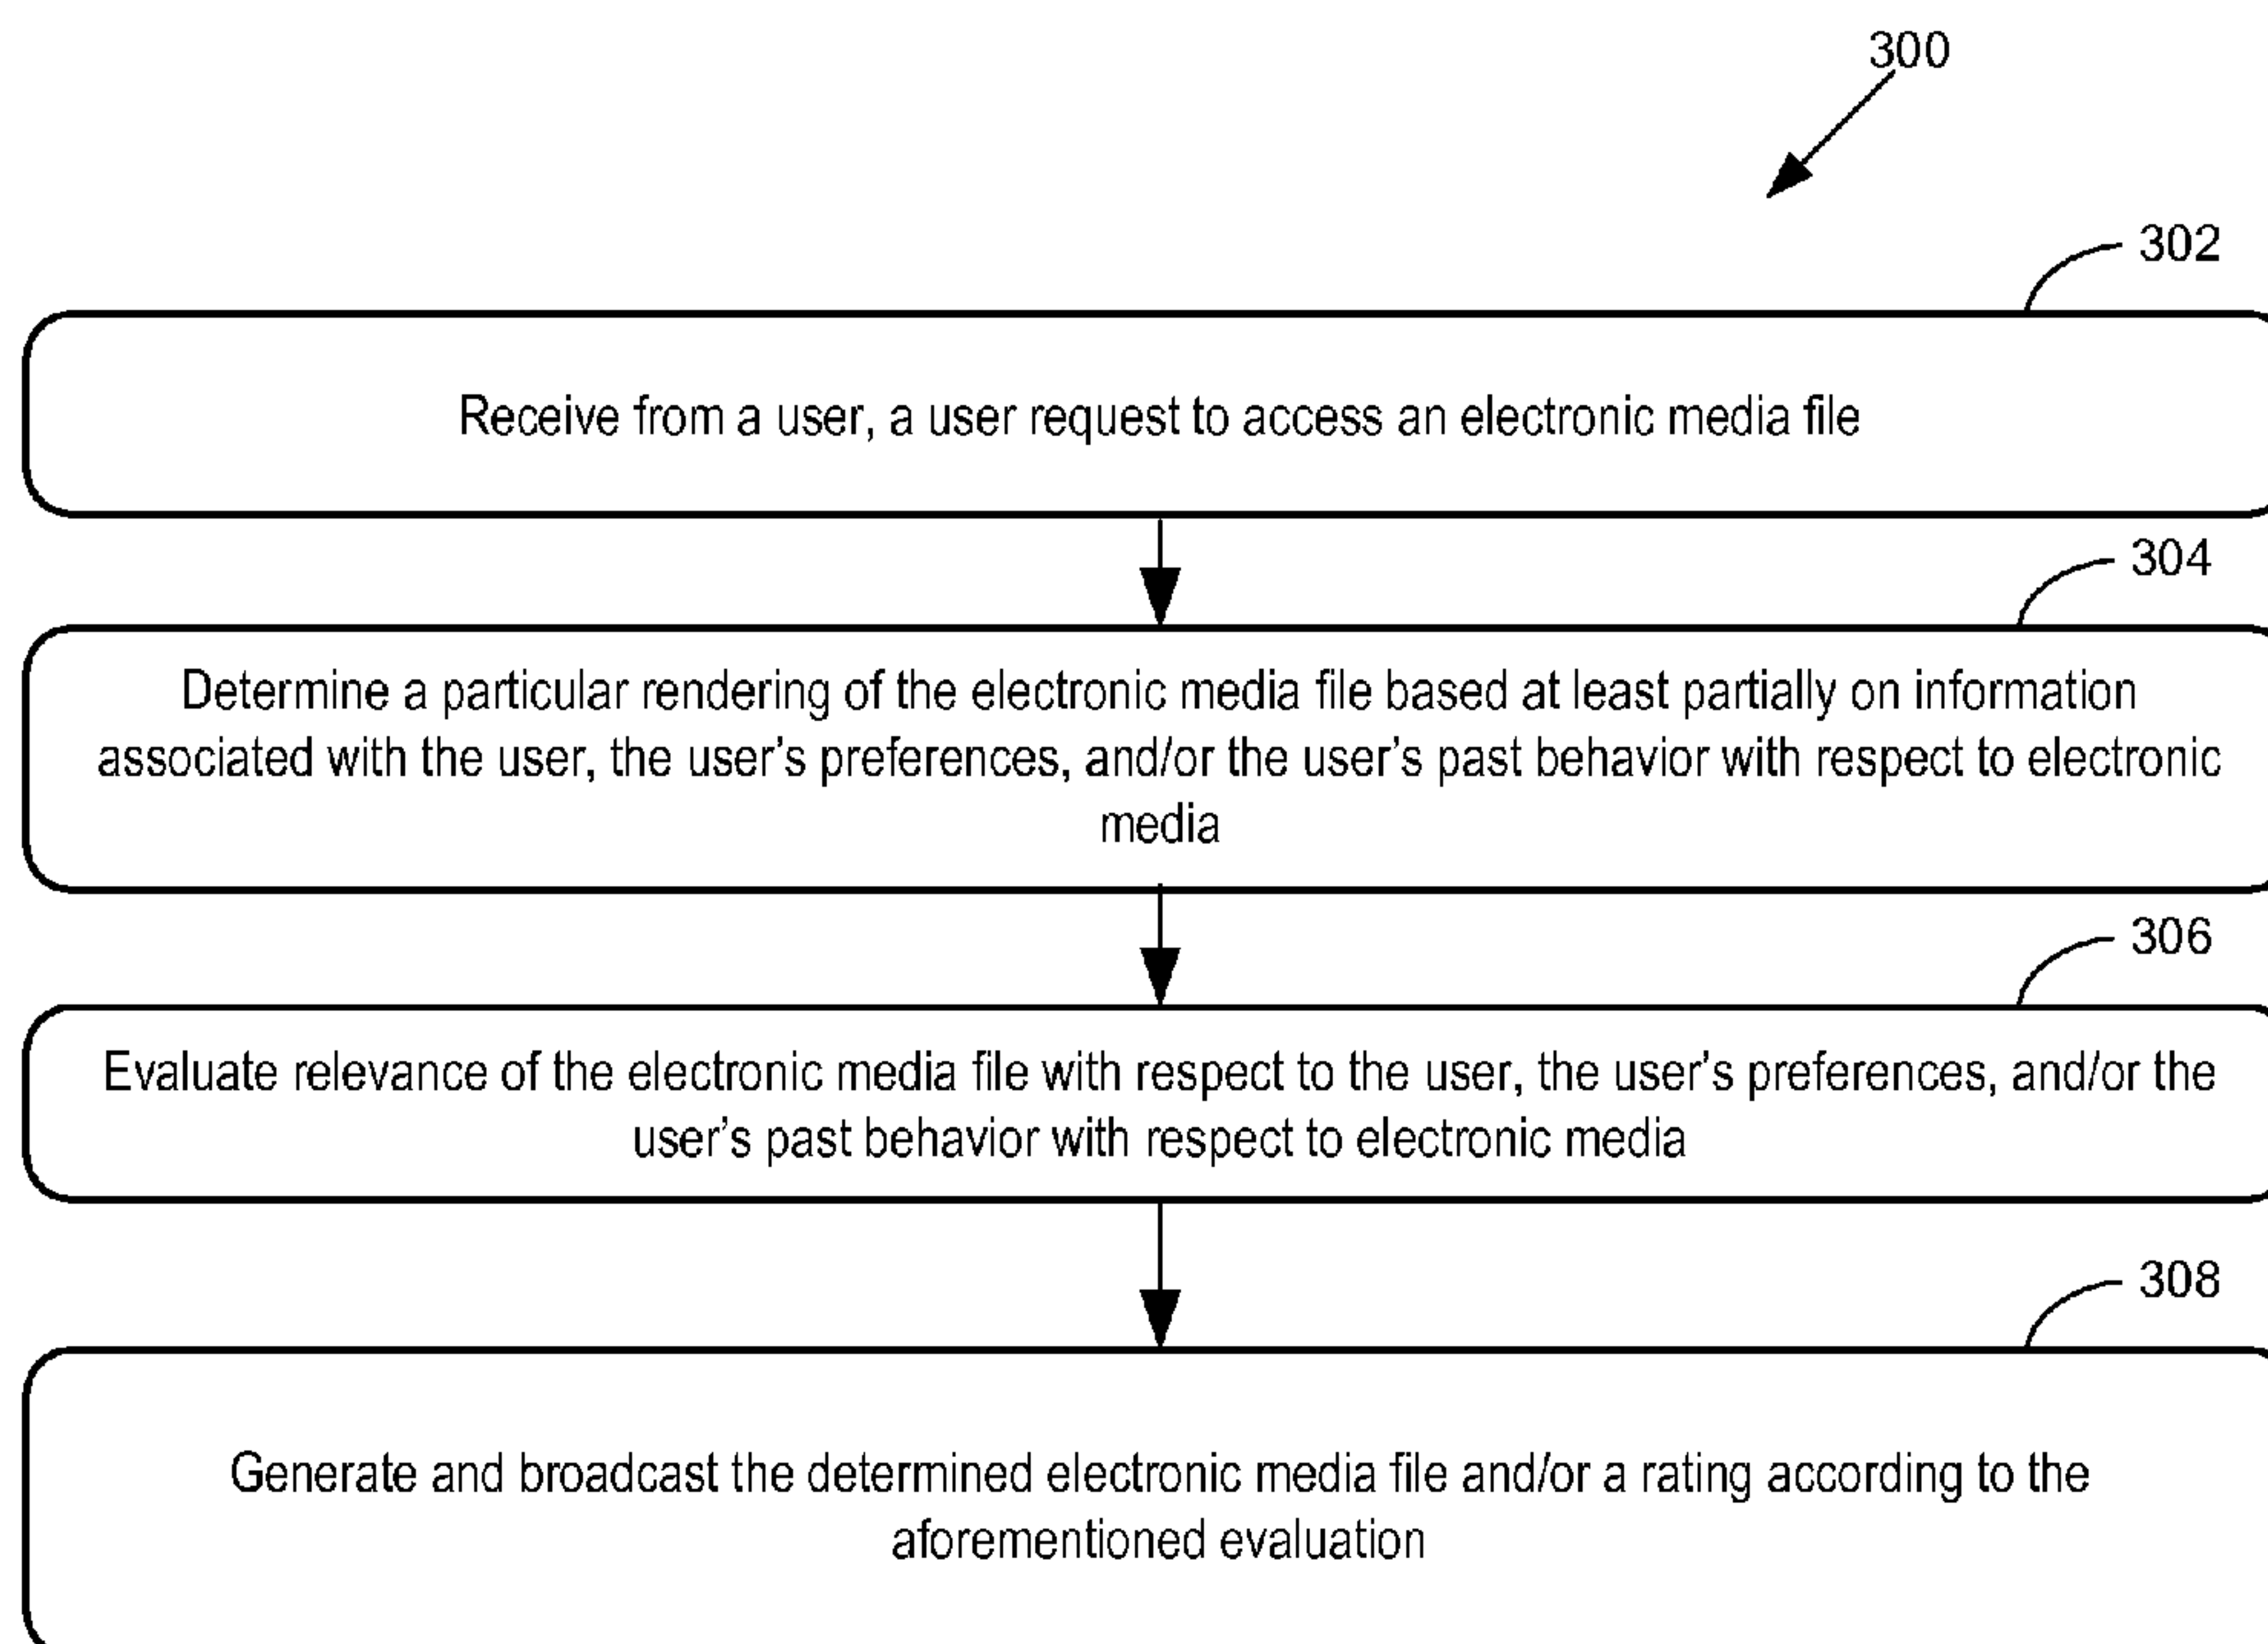 300
302
Receive from a user, a user request to access an electronic media file
304
Determine a particular rendering of the electronic media file based at least partially on information
associated with the user, the user's preferences, and/or the user's past behavior with respect to electronic
media
306
Evaluate relevance of the electronic media file with respect to the user, the user's preferences, and/or the
user's past behavior with respect to electronic media
308
Generate and broadcast the determined electronic media file and/or a rating according to the
aforementioned evaluation